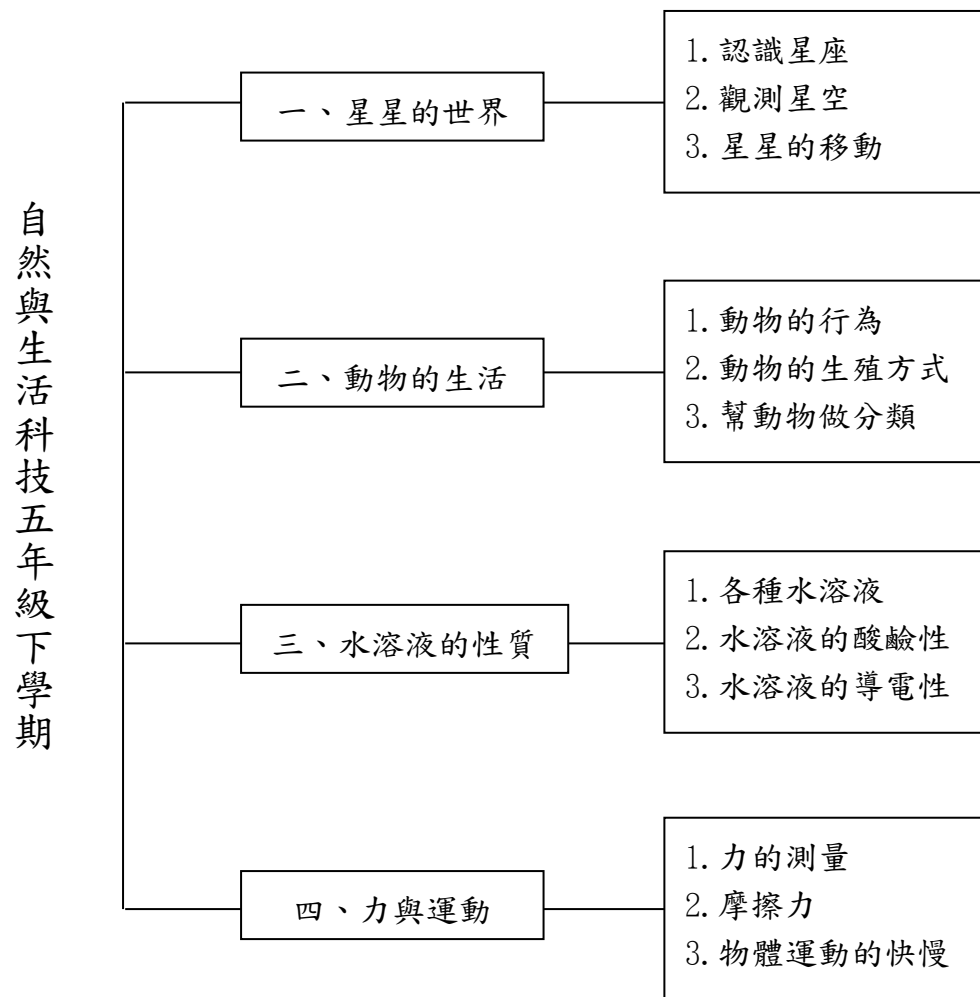 自然與生活科技五年級下學期
一、星星的世界
1. 認識星座
2. 觀測星空
3. 星星的移動
二、動物的生活
1. 動物的行為
2. 動物的生殖方式
3. 幫動物做分類
三、水溶液的性質
1. 各種水溶液
2. 水溶液的酸鹼性
3. 水溶液的導電性
四、力與運動
1. 力的測量
2. 摩擦力
3. 物體運動的快慢